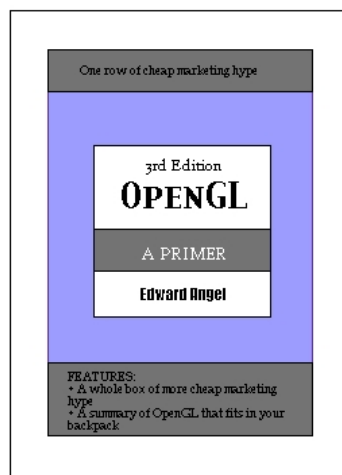 One row of cheap marketing hype
3rd Edition
OPENGL
A PRIMER
Edward Angel
FEATURES:
• A whole box of more cheap marketing
hype
• A summary of OpenGL that fits in your
backpack